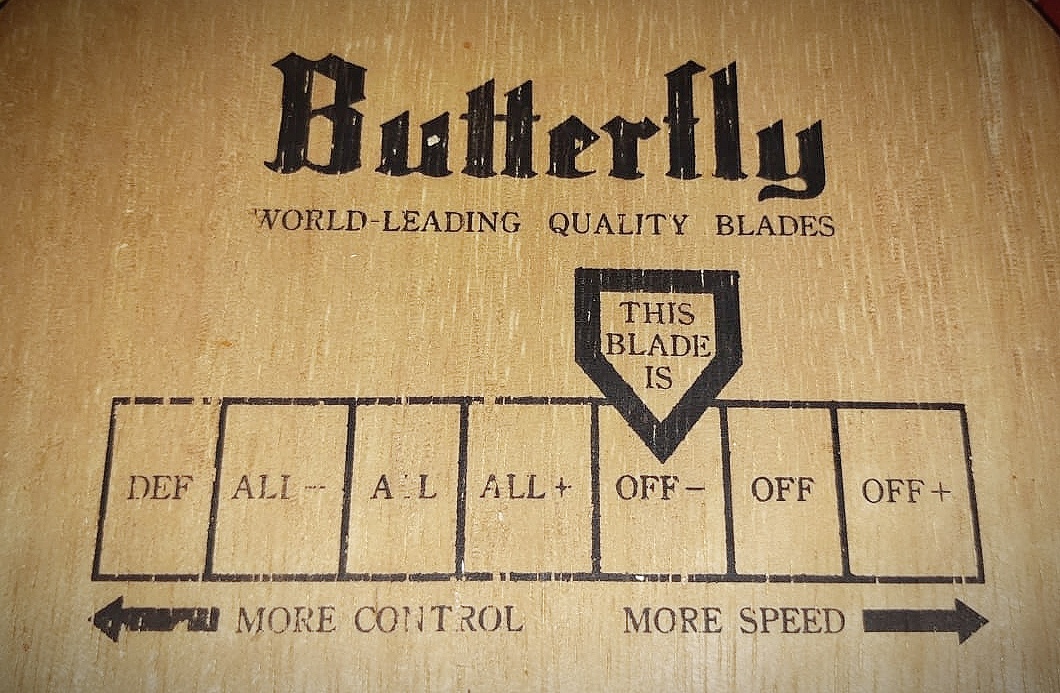 Butterfly
WORLD-LEADING QUALITY BLADES
THIS
BLADE
IS
DEF ALL- ALL ALL+ OFF- OFF OFF+
MORE CONTROL MORE SPEED